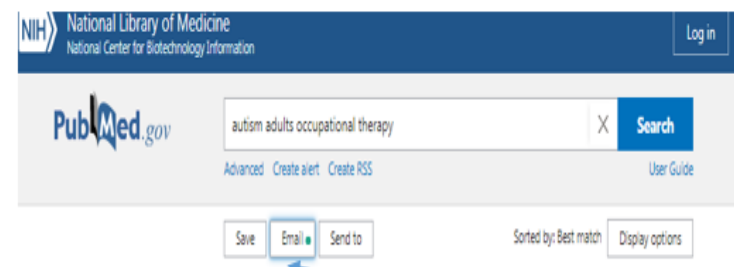 NIH National Library of Medicine
National Center for Biotechnology Information
Log in
PubMed.gov
autism adults occupational therapy X Search
Advanced Create alert Create RSS User Guide
Save Email Send to Sorted by: Best match Display options